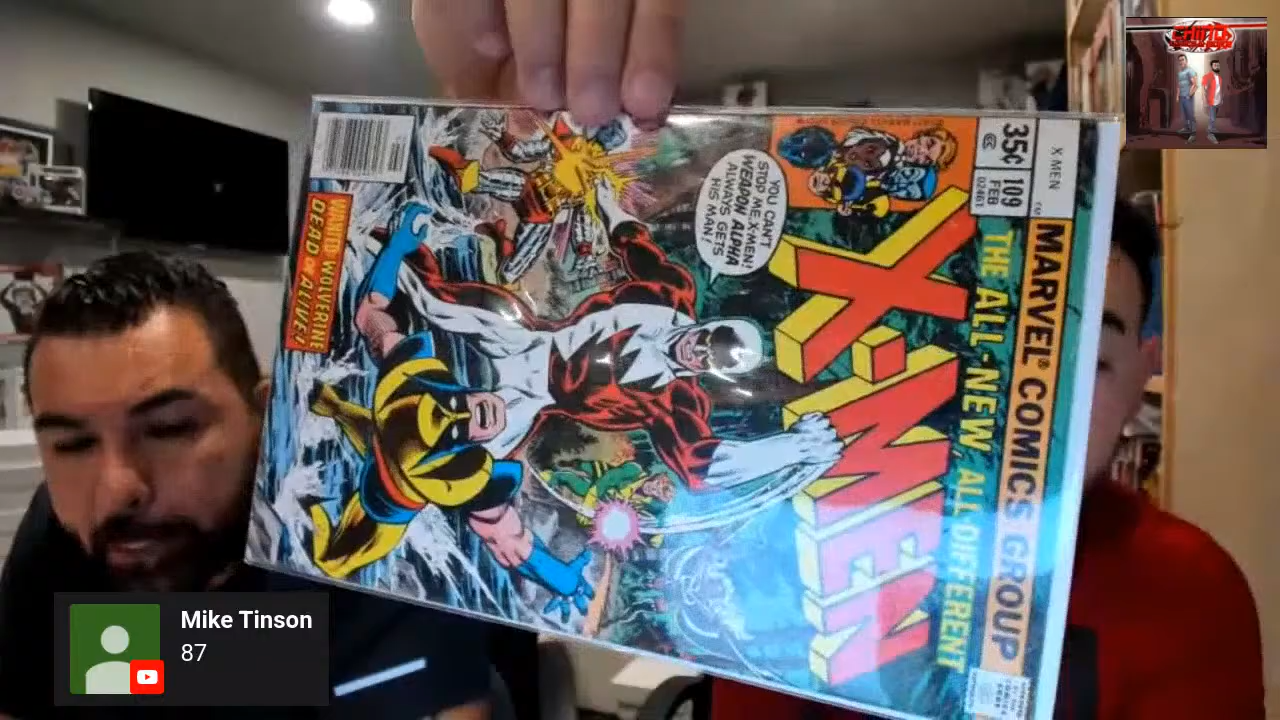 X-MEN
35¢
109
FEB
02461
MARVEL® COMICS GROUP
THE ALL-NEW, ALL-DIFFERENT
X-MEN
YOU CAN'T
STOP ME, X-MEN!
WEAPON ALPHA
ALWAYS GETS
HIS MAN!
WANTED: WOLVERINE
DEAD OR ALIVE!
Mike Tinson
87